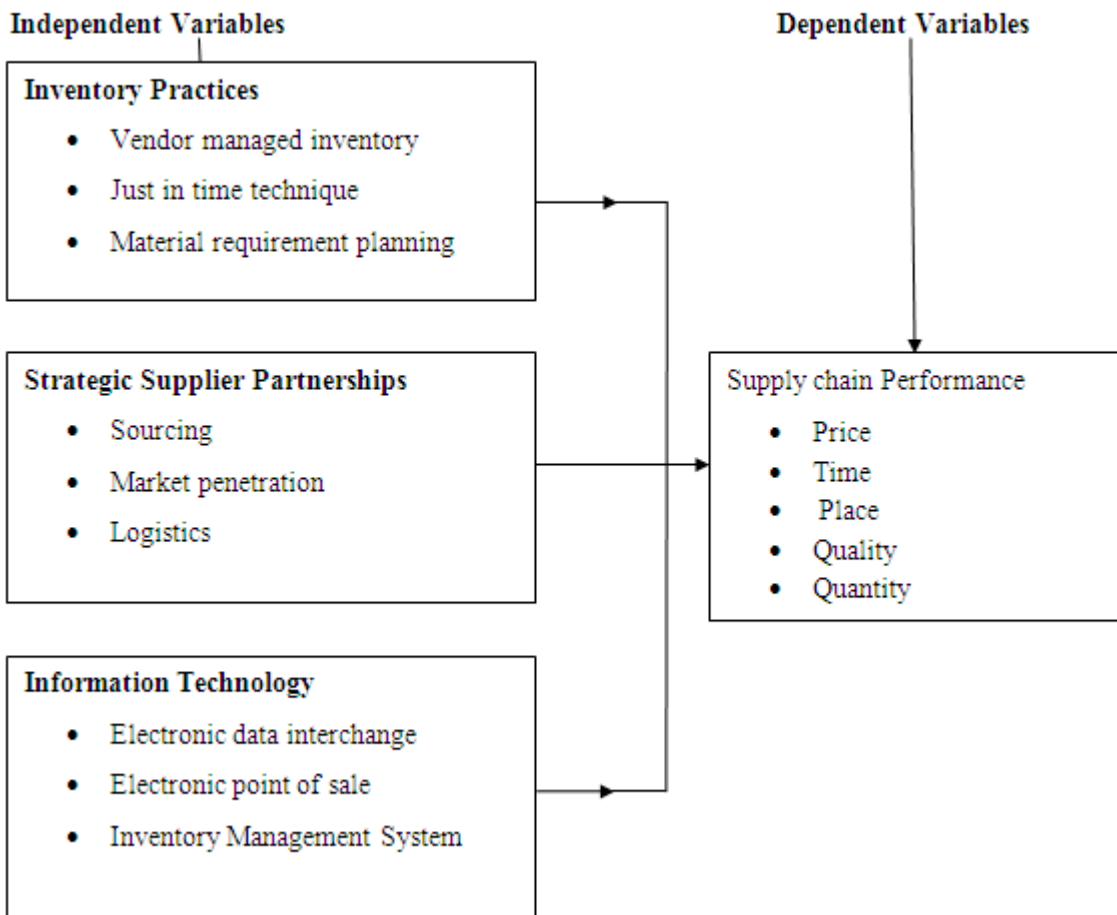 Independent Variables
Dependent Variables
Inventory Practices
• Vendor managed inventory
• Just in time technique
• Material requirement planning
Strategic Supplier Partnerships
• Sourcing
• Market penetration
• Logistics
Supply chain Performance
• Price
• Time
• Place
• Quality
• Quantity
Information Technology
• Electronic data interchange
• Electronic point of sale
• Inventory Management System